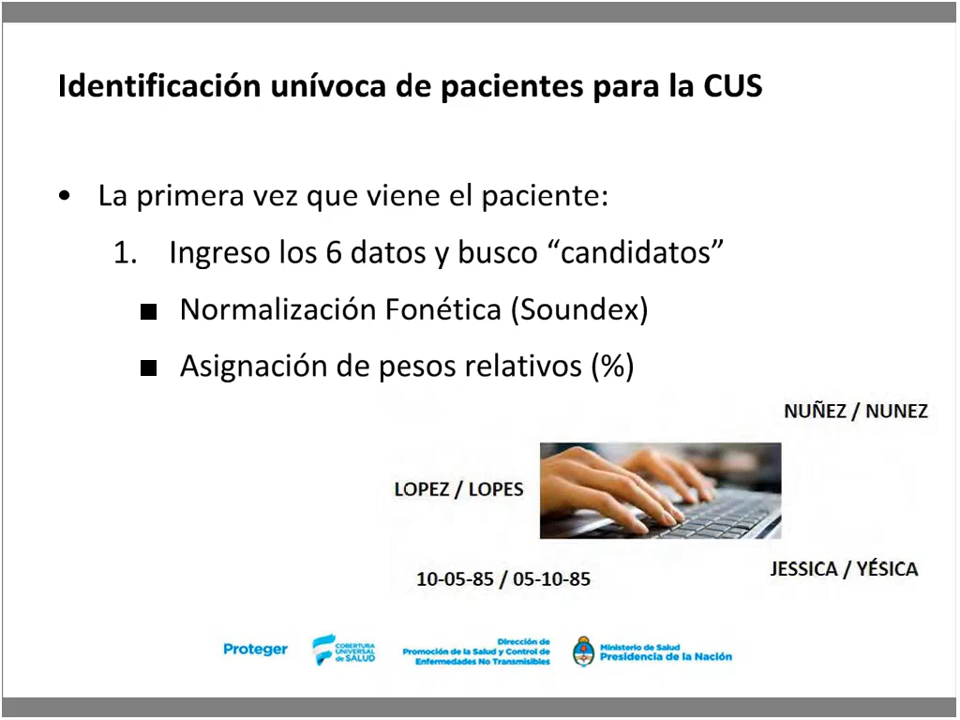 Identificación unívoca de pacientes para la CUS
• La primera vez que viene el paciente:
1. Ingreso los 6 datos y busco “candidatos”
■ Normalización Fonética (Soundex)
■ Asignación de pesos relativos (%)
NUÑEZ / NUNEZ
LOPEZ / LOPES
JESSICA / YÉSICA
10-05-85 / 05-10-85
Proteger
COBERTURA
UNIVERSAL
de SALUD
Dirección de
Promoción de la Salud y Control de
Enfermedades No Transmisibles
Ministerio de Salud
Presidencia de la Nación